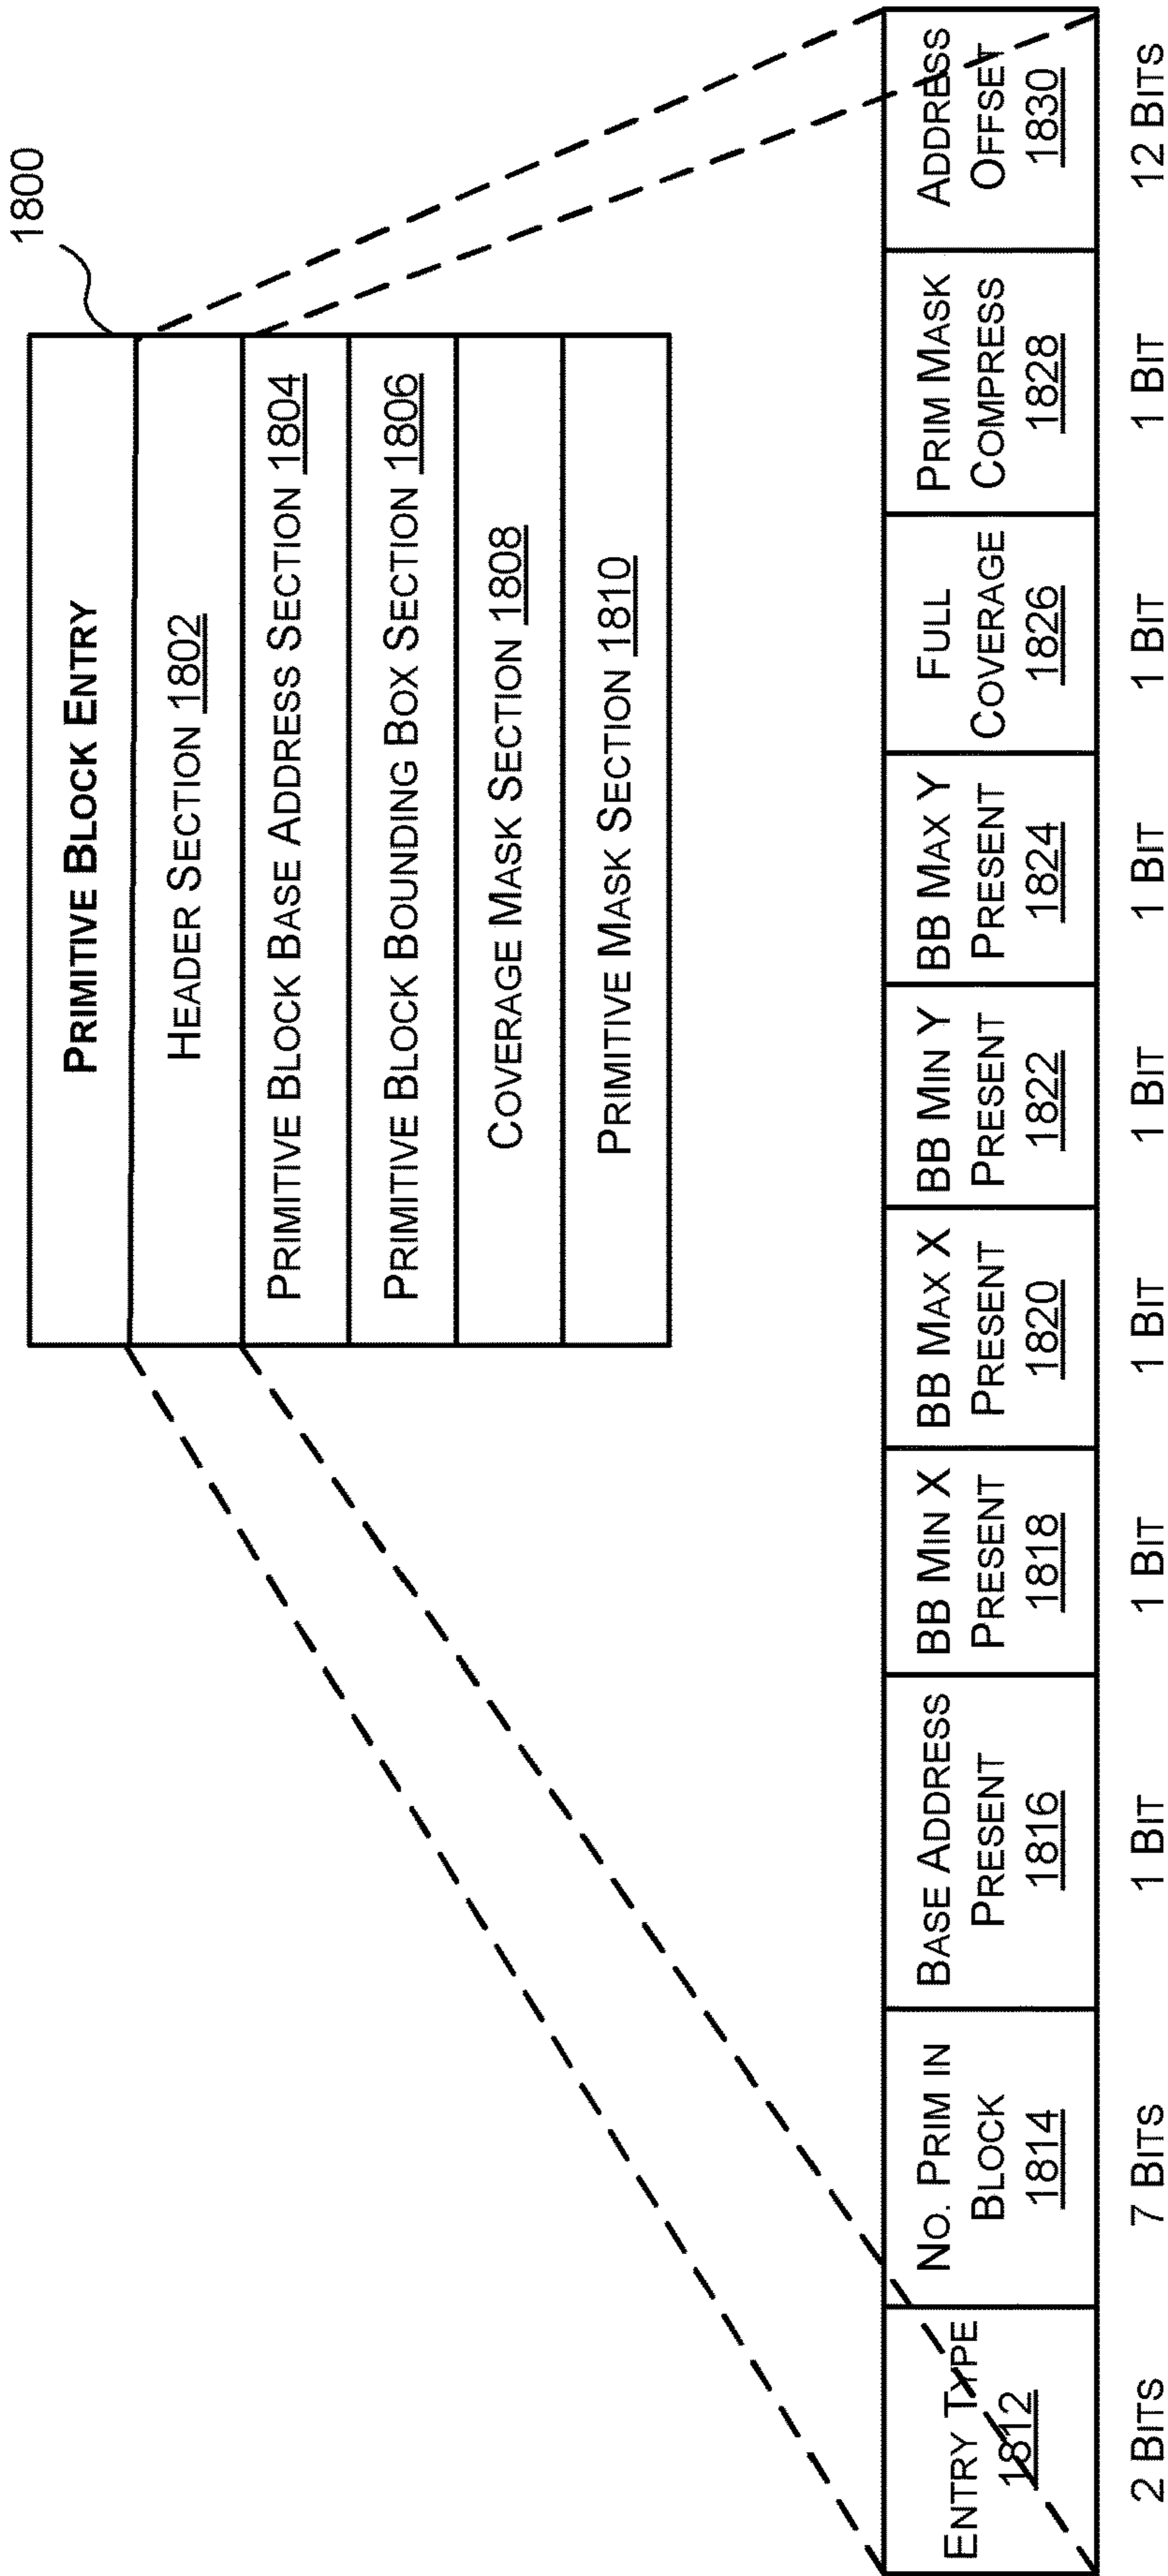 1800
PRIMITIVE BLOCK ENTRY
HEADER SECTION 1802
PRIMITIVE BLOCK BASE ADDRESS SECTION 1804
PRIMITIVE BLOCK BOUNDING BOX SECTION 1806
COVERAGE MASK SECTION 1808
PRIMITIVE MASK SECTION 1810
ENTRY TYPE
1812
2 BITS
NO. PRIM IN
BLOCK
1814
7 BITS
BASE ADDRESS
PRESENT
1816
1 BIT
BB MIN X
PRESENT
1818
1 BIT
BB MAX X
PRESENT
1820
1 BIT
BB MIN Y
PRESENT
1822
1 BIT
BB MAX Y
PRESENT
1824
1 BIT
FULL
COVERAGE
1826
1 BIT
PRIM MASK
COMPRESS
1828
1 BIT
ADDRESS
OFFSET
1830
12 BITS